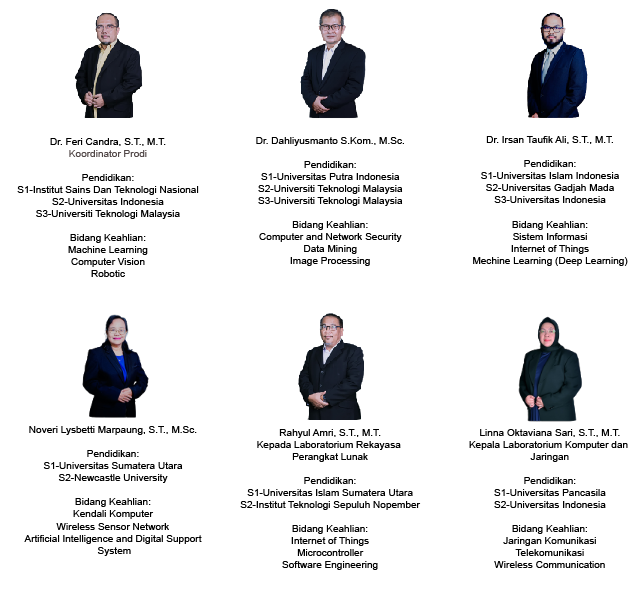 Dr. Feri Candra, S.T., M.T.
Koordinator Prodi
Pendidikan:
S1-Institut Sains Dan Teknologi Nasional
S2-Universitas Indonesia
S3-Universiti Teknologi Malaysia
Bidang Keahlian:
Machine Learning
Computer Vision
Robotic
Dr. Dahliyusmanto S.Kom., M.Sc.
Pendidikan:
S1-Universitas Putra Indonesia
S2-Universiti Teknologi Malaysia
S3-Universiti Teknologi Malaysia
Bidang Keahlian:
Computer and Network Security
Data Mining
Image Processing
Dr. Irsan Taufik Ali, S.T., M.T.
Pendidikan:
S1-Universitas Islam Indonesia
S2-Universitas Gadjah Mada
S3-Universitas Indonesia
Bidang Keahlian:
Sistem Informasi
Internet of Things
Mechine Learning (Deep Learning)
Noveri Lysbetti Marpaung, S.T., M.Sc.
Pendidikan:
S1-Universitas Sumatera Utara
S2-Newcastle University
Bidang Keahlian:
Kendali Komputer
Wireless Sensor Network
Artificial Intelligence and Digital Support
System
Rahyul Amri, S.T., M.T.
Kepada Laboratorium Rekayasa
Perangkat Lunak
Pendidikan:
S1-Universitas Islam Sumatera Utara
S2-Institut Teknologi Sepuluh Nopember
Bidang Keahlian:
Internet of Things
Microcontroller
Software Engineering
Linna Oktaviana Sari, S.T., M.T.
Kepala Laboratorium Komputer dan
Jaringan
Pendidikan:
S1-Universitas Pancasila
S2-Universitas Indonesia
Bidang Keahlian:
Jaringan Komunikasi
Telekomunikasi
Wireless Communication